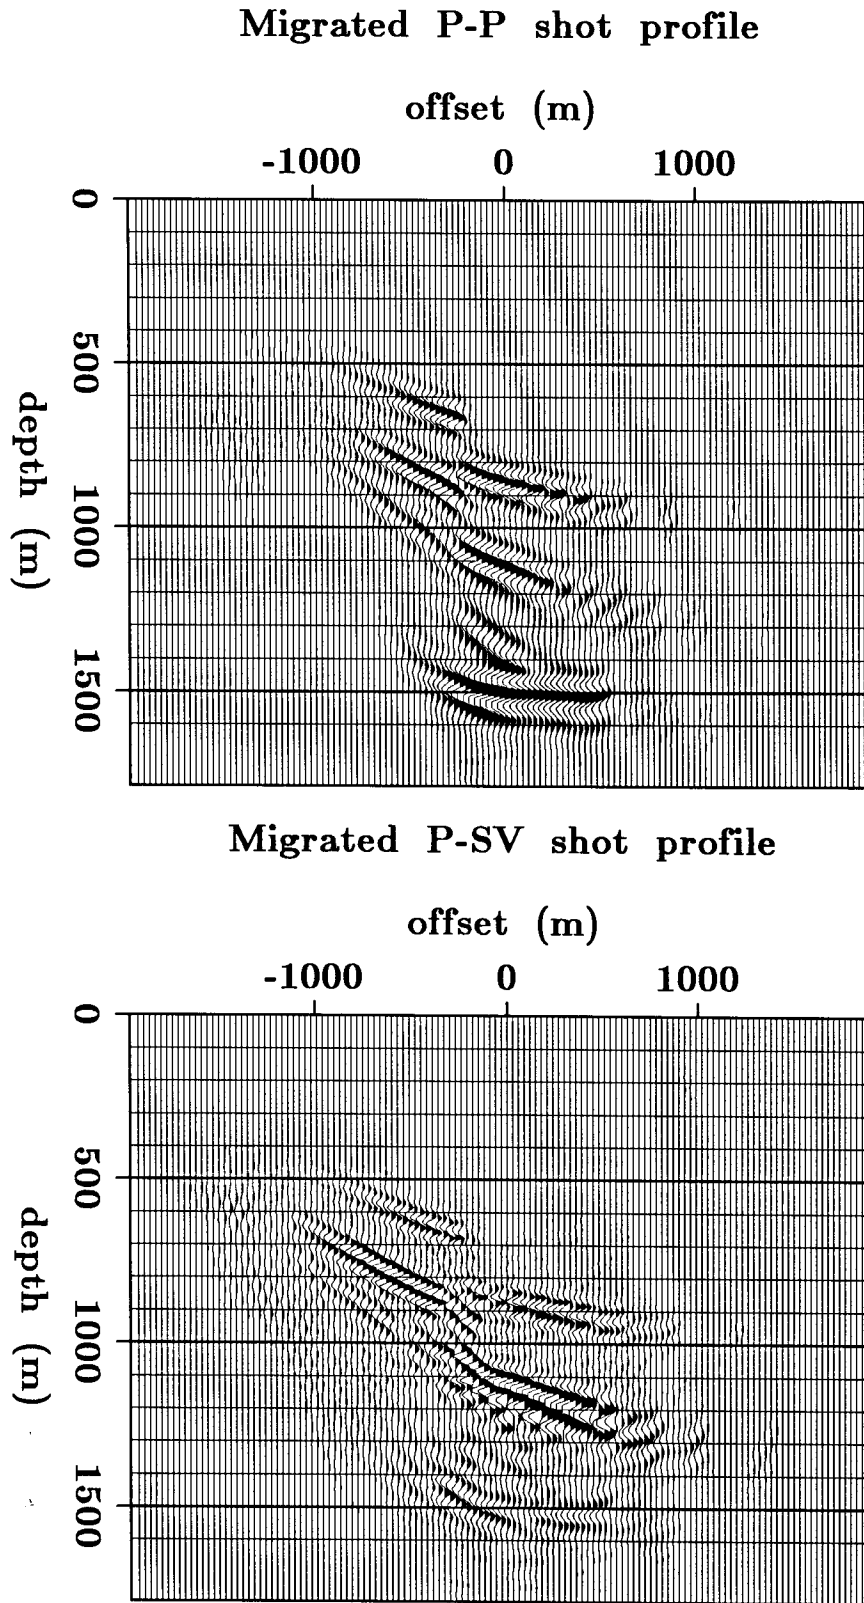 Migrated P-P shot profile
offset (m)
-1000 0 1000
0
500
1000
1500
depth (m)
Migrated P-SV shot profile
offset (m)
-1000 0 1000
0
500
1000
1500
depth (m)